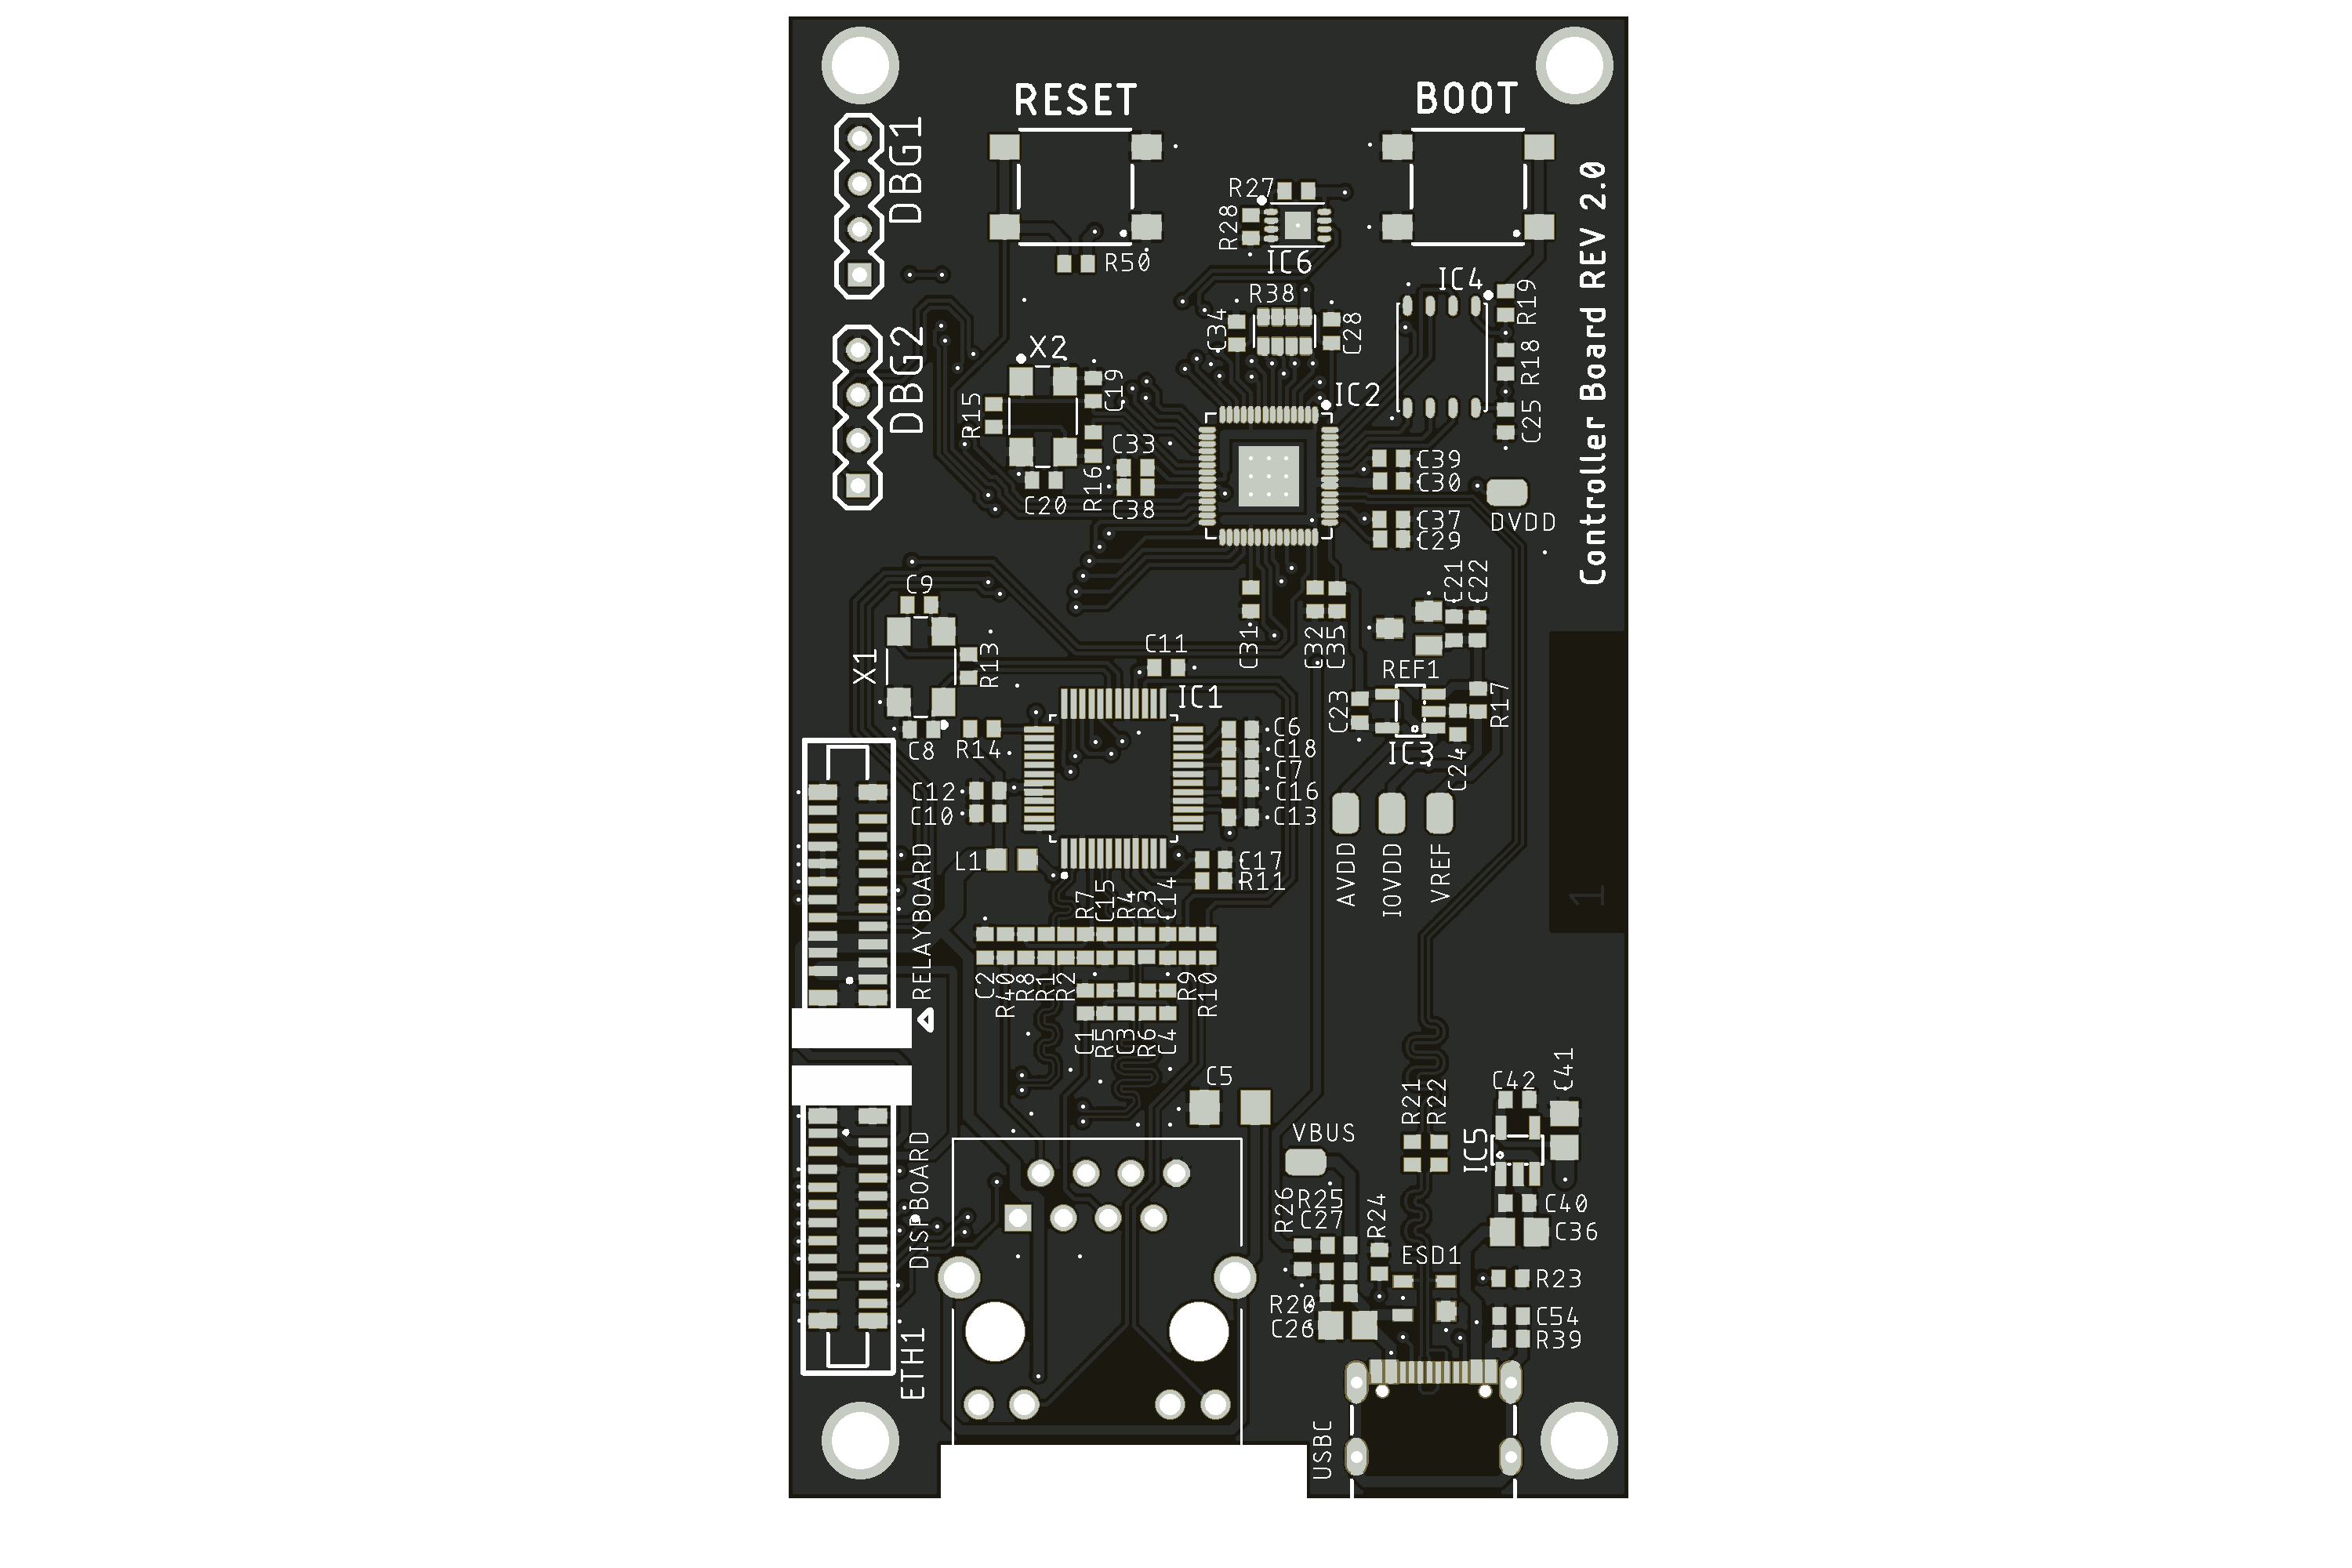 RESET
BOOT
DBG1
R27
R28
IC6
R50
IC4
R19
R38
C34
C28
DBG2
X2
C19
R15
R18
IC2
C25
Controller Board REV 2.0
C33
C39
C30
R16
C20
C38
DVDD
C37
C29
C9
C21
C22
X1
R13
C11
C31
C32
C35
REF1
IC1
C23
R17
C8
R14
C6
C18
C7
C16
C13
IC3
C24
C12
C10
L1
C17
R11
AVDD
IOVDD
VREF
1
RELAYBOARD
R7
C15
R4
R3
C14
C2
R40
R8
R1
R2
R9
R10
C1
R5
C3
R6
C4
C5
R21
R22
C42
C41
VBUS
IC5
DISPBOARD
R26
R25
C27
R24
C40
C36
ESD1
R23
R20
C26
C54
R39
ETH1
USBC